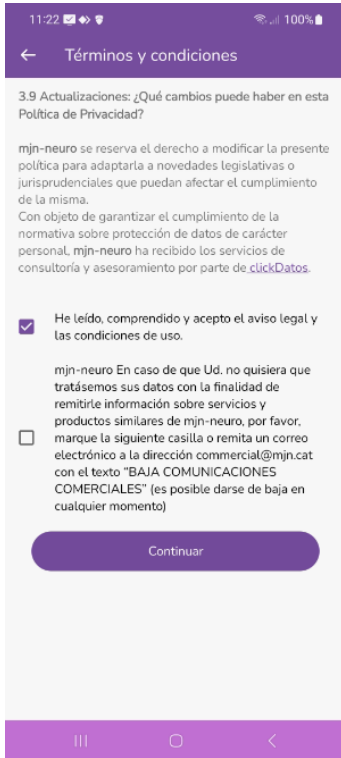 11:22 100%
Términos y condiciones
3.9 Actualizaciones: ¿Qué cambios puede haber en esta
Política de Privacidad?
mjn-neuro se reserva el derecho a modificar la presente
política para adaptarla a novedades legislativas o
jurisprudenciales que puedan afectar el cumplimiento
de la misma.
Con objeto de garantizar el cumplimiento de la
normativa sobre protección de datos de carácter
personal, mjn-neuro ha recibido los servicios de
consultoría y asesoramiento por parte de clickDatos.
He leído, comprendido y acepto el aviso legal y
las condiciones de uso.
mjn-neuro En caso de que Ud. no quisiera que
tratásemos sus datos con la finalidad de
remitirle información sobre servicios y
productos similares de mjn-neuro, por favor,
marque la siguiente casilla o remita un correo
electrónico a la dirección commercial@mjn.cat
con el texto "BAJA COMUNICACIONES
COMERCIALES" (es posible darse de baja en
cualquier momento)
Continuar